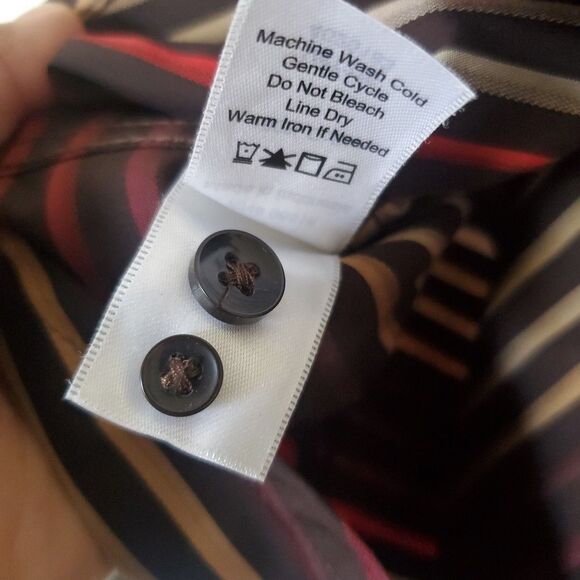 Machine Wash Cold
Gentle Cycle
Do Not Bleach
Line Dry
Warm Iron If Needed